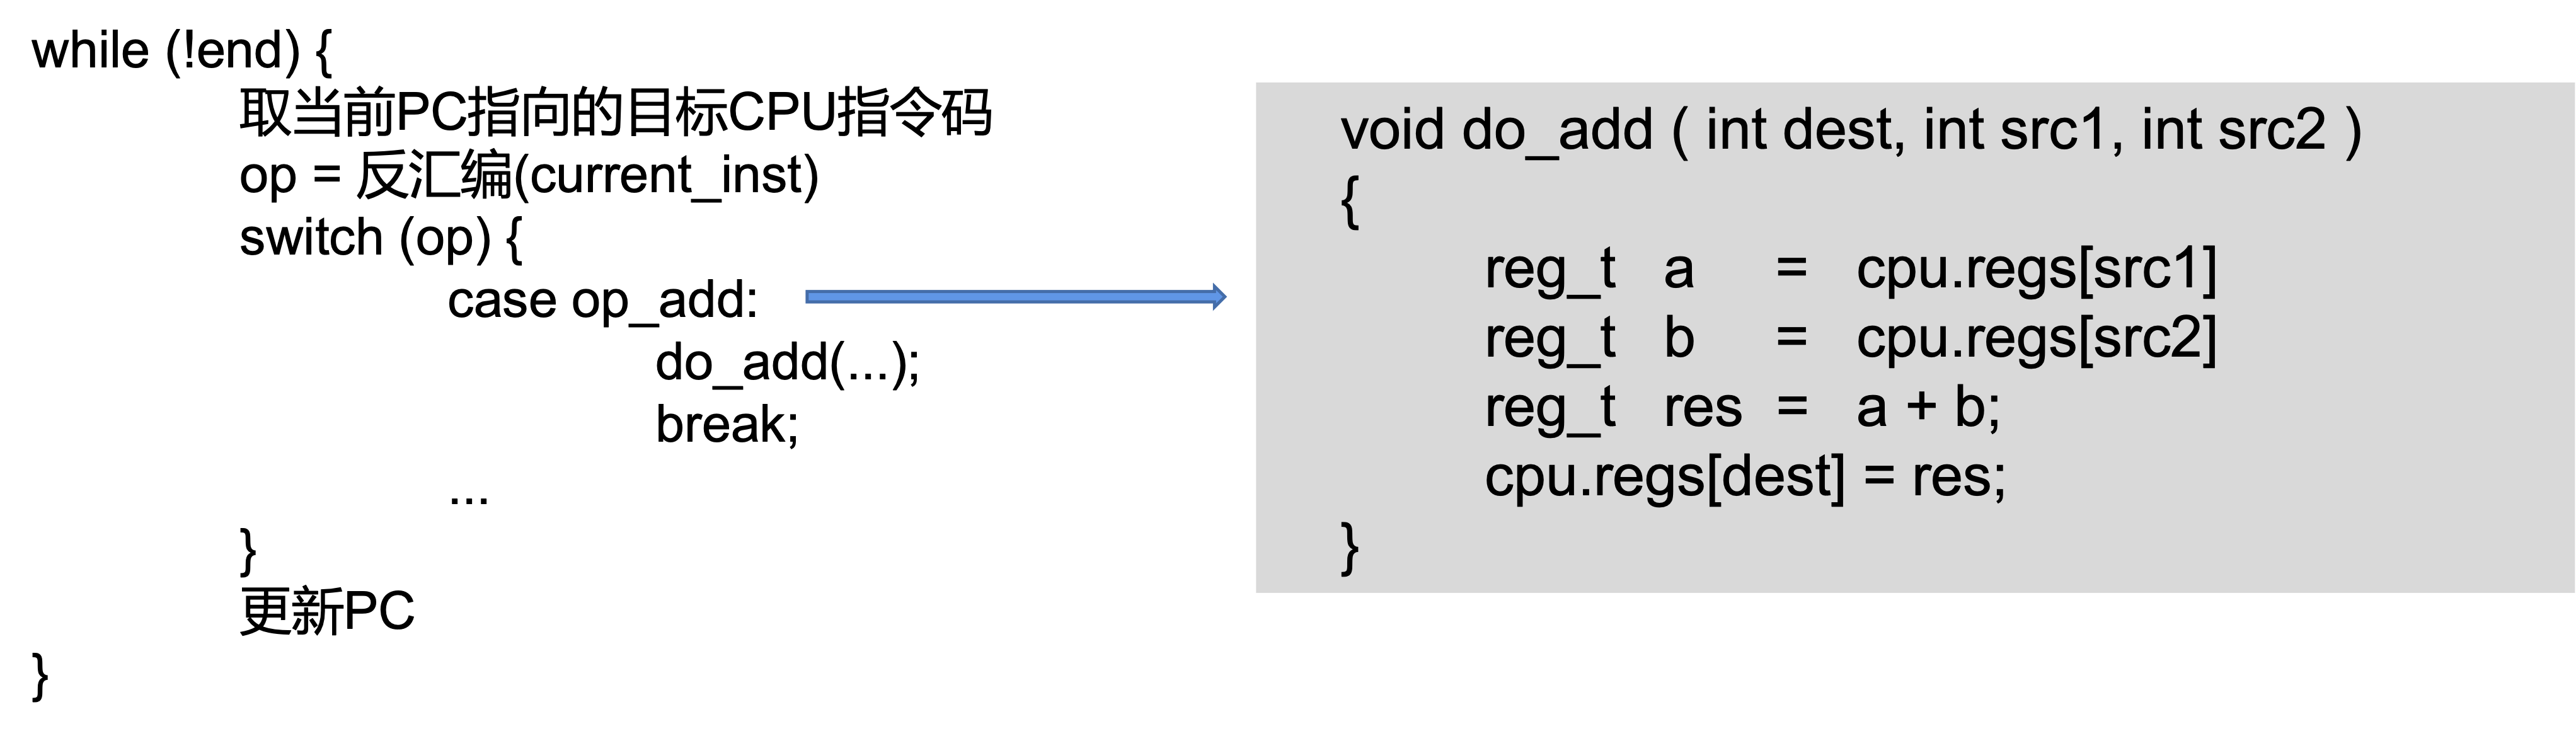 while (!end) {
取当前PC指向的目标CPU指令码
op = 反汇编(current_inst)
switch (op) {
case op_add:
do_add(...);
break;
...
}
更新PC
}
void do_add ( int dest, int src1, int src2 )
{
reg_t a = cpu.regs[src1]
reg_t b = cpu.regs[src2]
reg_t res = a + b;
cpu.regs[dest] = res;
}